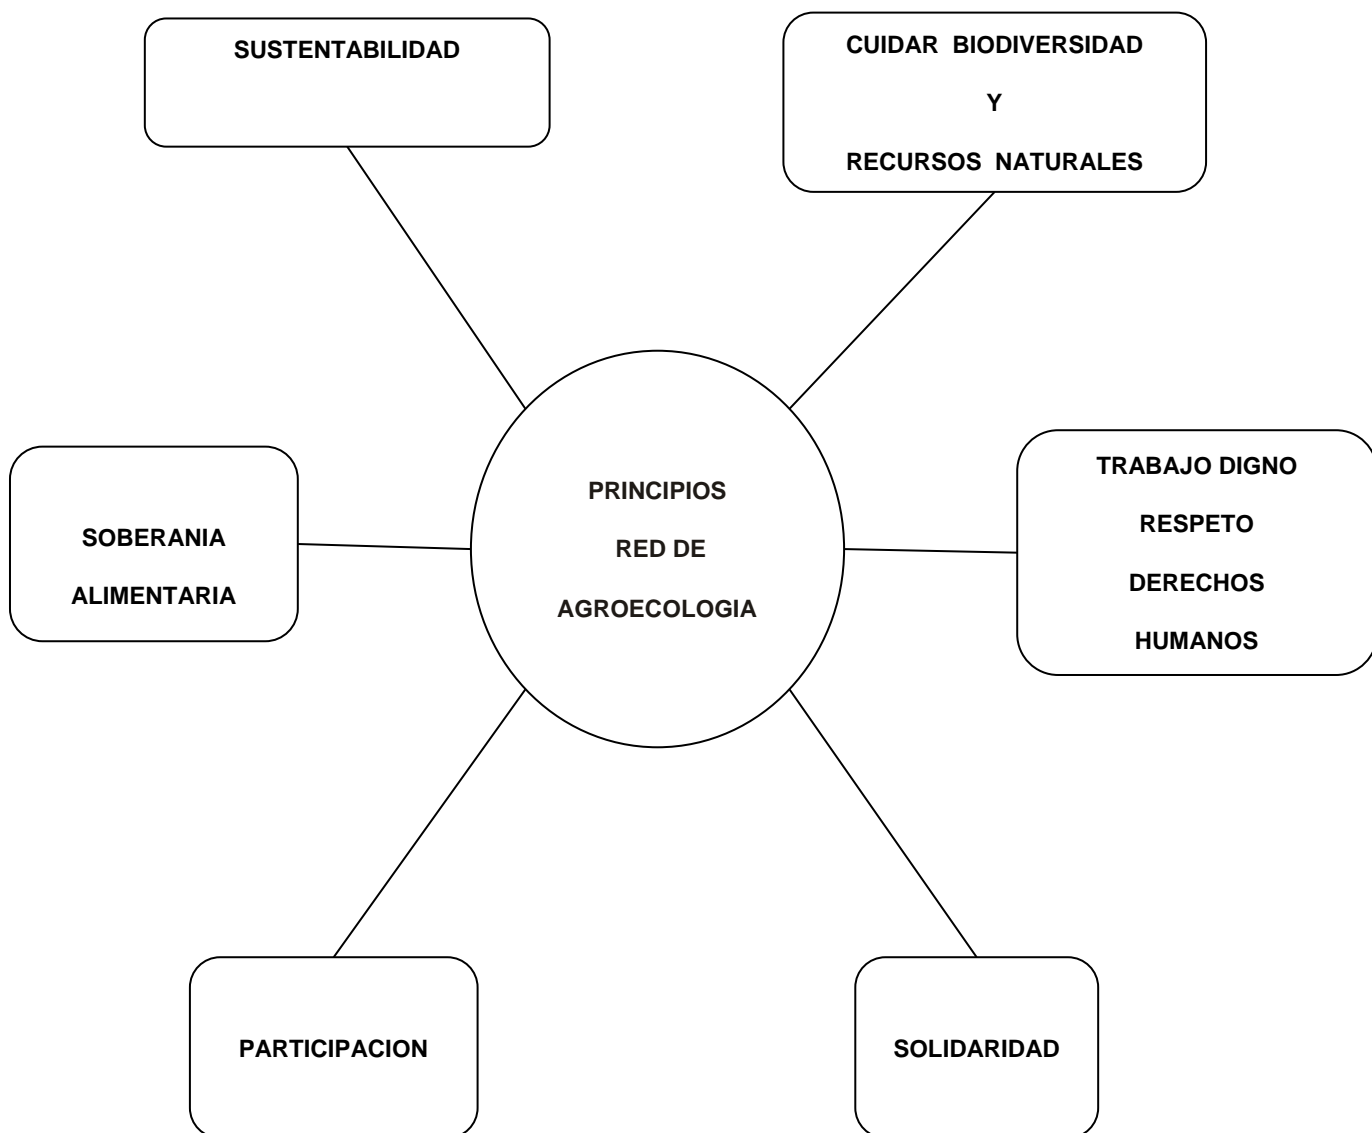 SUSTENTABILIDAD
CUIDAR BIODIVERSIDAD
Y
RECURSOS NATURALES
PRINCIPIOS
RED DE
AGROECOLOGIA
TRABAJO DIGNO
RESPETO
DERECHOS
HUMANOS
SOBERANIA
ALIMENTARIA
PARTICIPACION
SOLIDARIDAD